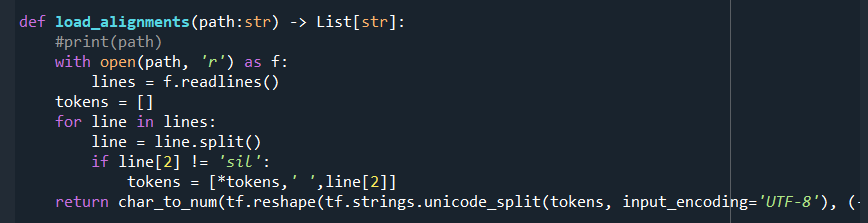 def load_alignments(path:str) -> List[str]:
    #print(path)
    with open(path, 'r') as f:
        lines = f.readlines()
    tokens = []
    for line in lines:
        line = line.split()
        if line[2] != 'sil':
            tokens = [*tokens,' ',line[2]]
    return char_to_num(tf.reshape(tf.strings.unicode_split(tokens, input_encoding='UTF-8'), (-